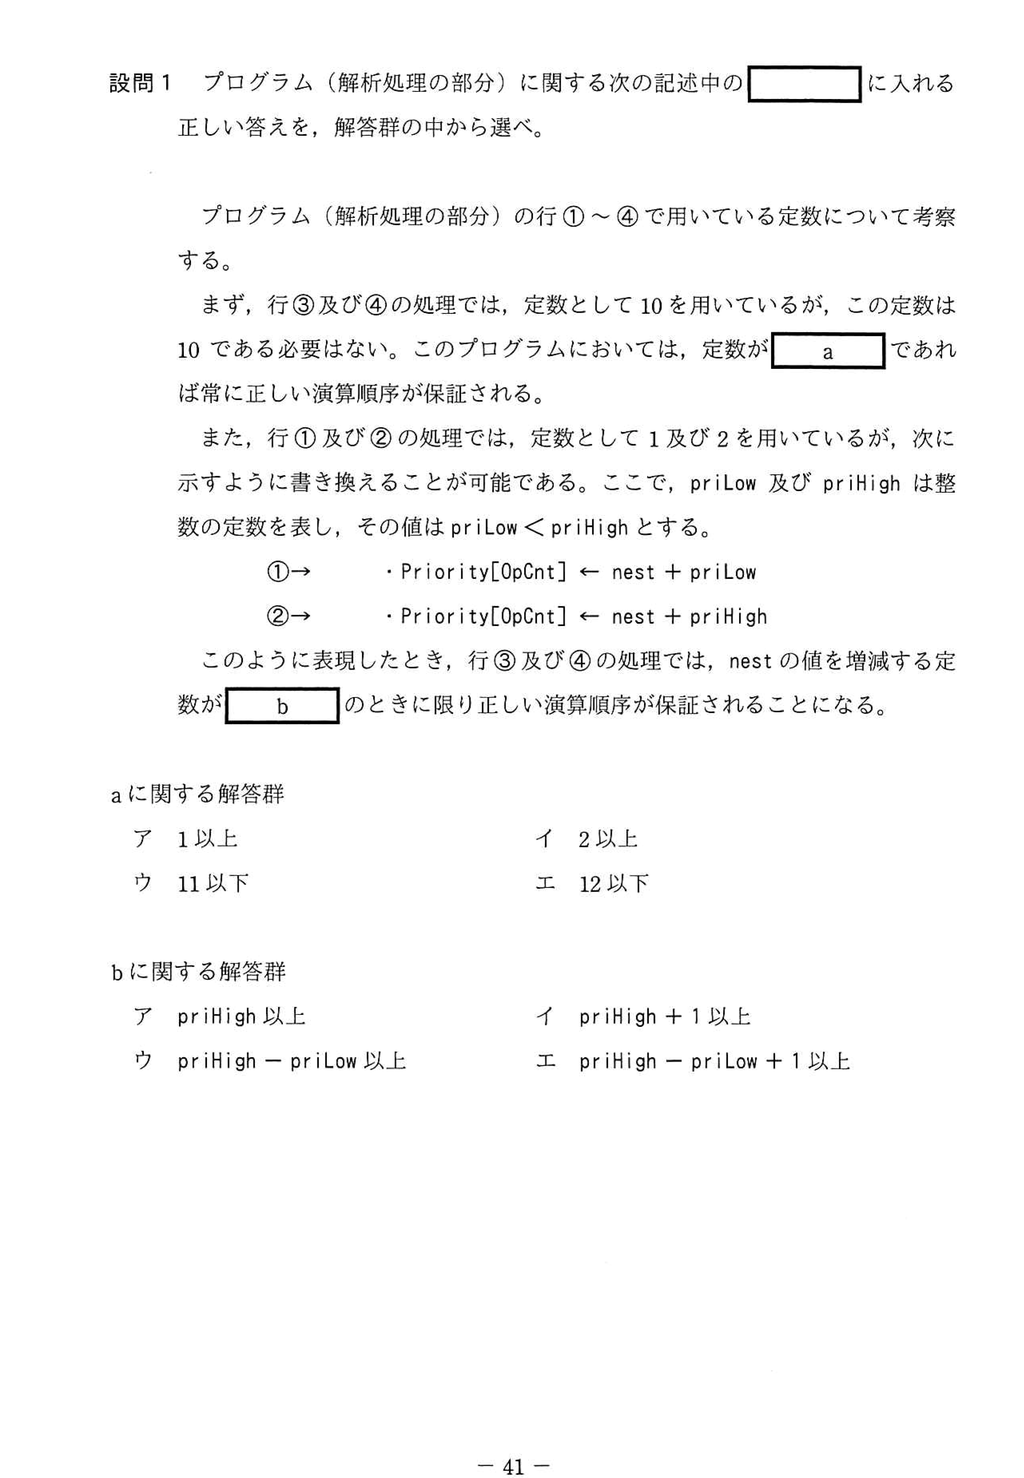 設問1 プログラム(解析処理の部分)に関する次の記述中の に入れる
正しい答えを,解答群の中から選べ。
プログラム(解析処理の部分)の行①~④で用いている定数について考察
する。
まず,行③及び④の処理では,定数として10を用いているが,この定数は
10である必要はない。このプログラムにおいては,定数が a であれ
ば常に正しい演算順序が保証される。
また,行①及び②の処理では,定数として1及び2を用いているが,次に
示すように書き換えることが可能である。ここで,priLow 及び priHigh は整
数の定数を表し,その値は priLow < priHigh とする。
①→ ・Priority[OpCnt] ← nest + priLow
②→ ・Priority[OpCnt] ← nest + priHigh
このように表現したとき,行③及び④の処理では,nest の値を増減する定
数が b のときに限り正しい演算順序が保証されることになる。
aに関する解答群
ア 1以上 イ 2以上
ウ 11以下 エ 12以下
bに関する解答群
ア priHigh 以上 イ priHigh + 1以上
ウ priHigh - priLow 以上 エ priHigh - priLow + 1以上
- 41 -